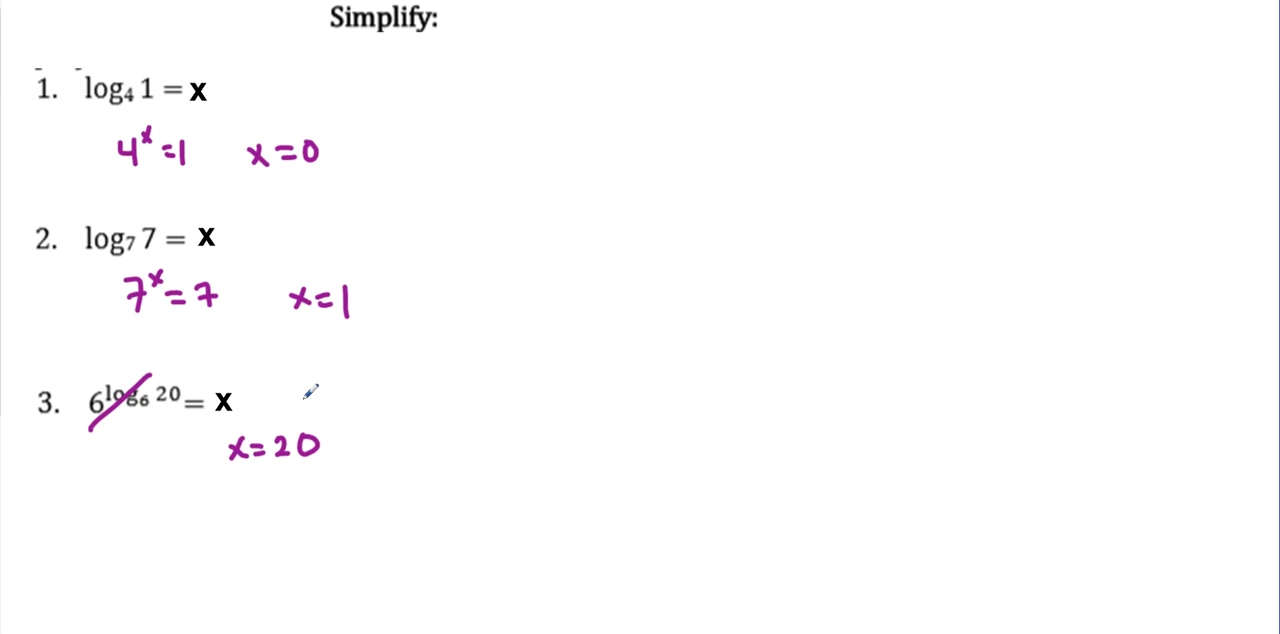 Simplify:
1. log₄ 1 = x
4ˣ = 1 x = 0
2. log₇ 7 = x
7ˣ = 7 x = 1
3. 6^log₆ 20 = x
x = 20